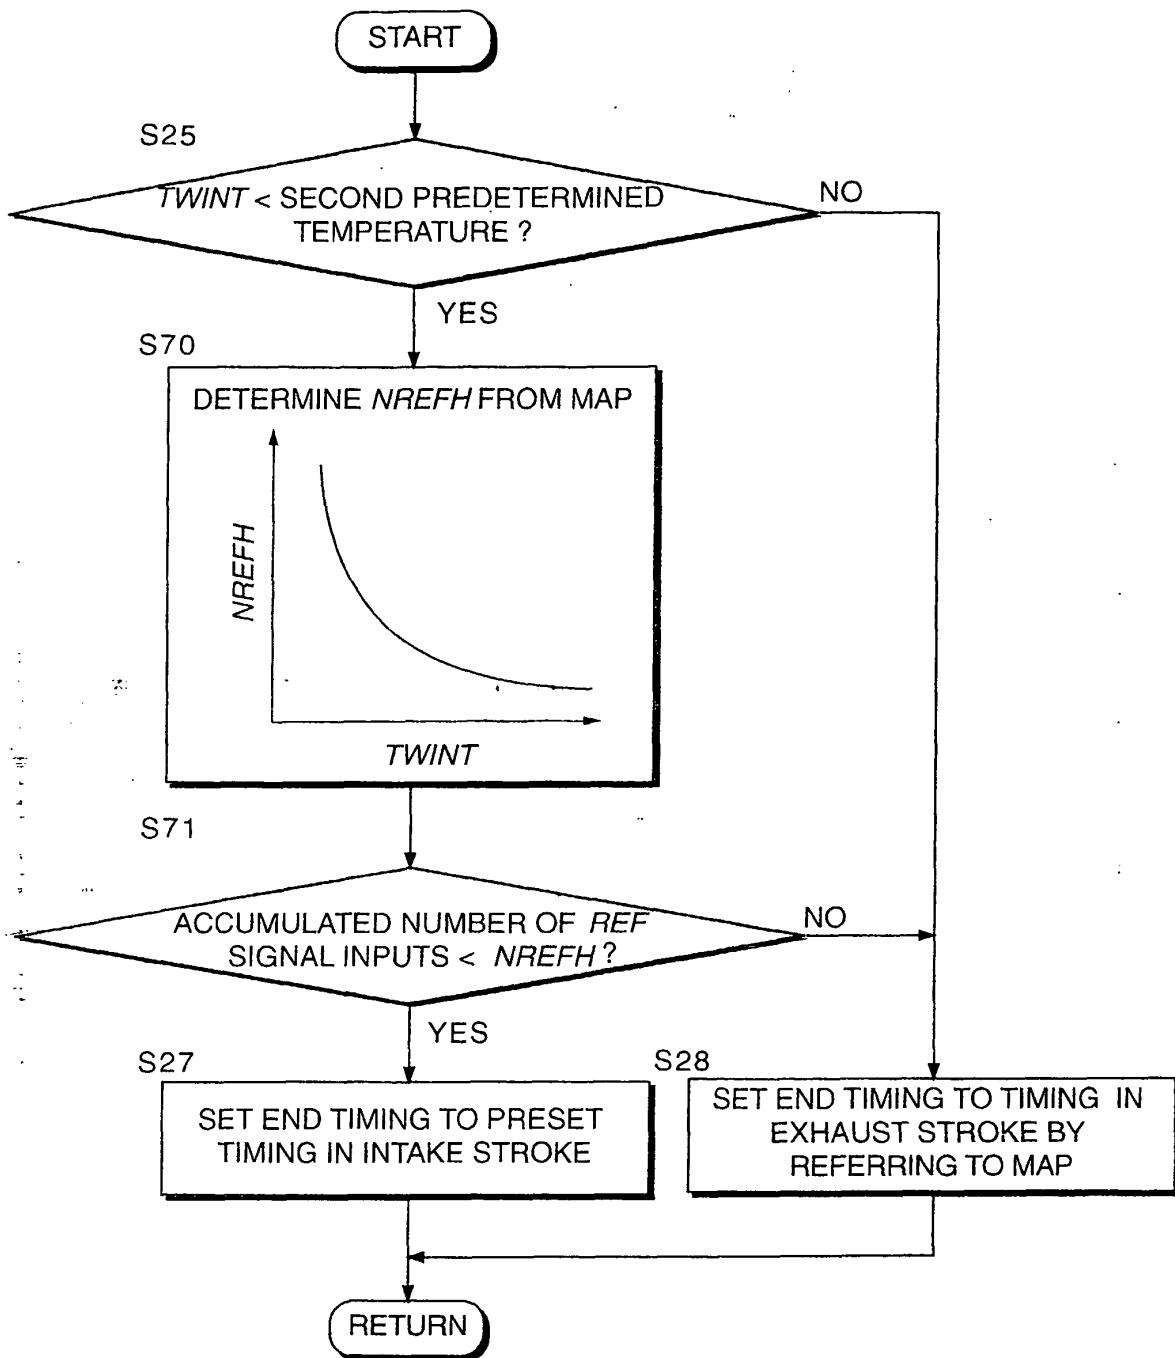 START
S25
TWINT < SECOND PREDETERMINED
TEMPERATURE ?
NO
YES
S70
DETERMINE NREFH FROM MAP
NREFH
TWINT
S71
ACCUMULATED NUMBER OF REF
SIGNAL INPUTS < NREFH ?
NO
YES
S27
SET END TIMING TO PRESET
TIMING IN INTAKE STROKE
S28
SET END TIMING TO TIMING IN
EXHAUST STROKE BY
REFERRING TO MAP
RETURN